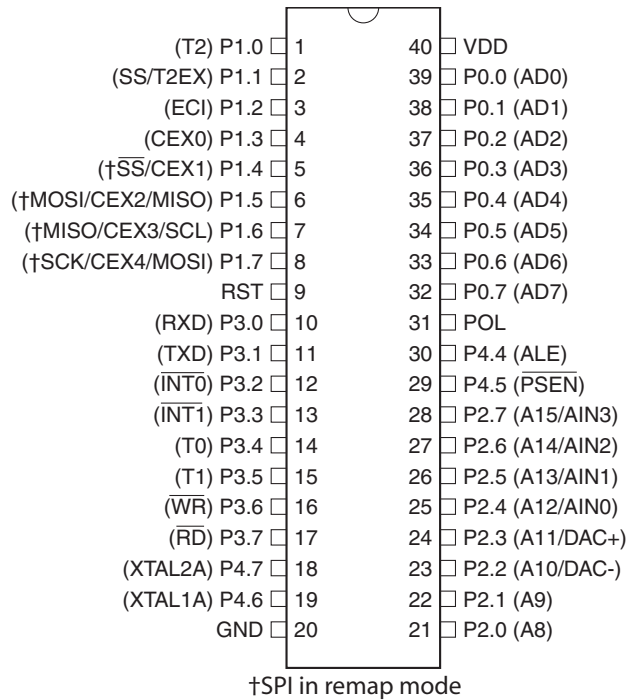 (T2) P1.0 1 40 VDD
(SS/T2EX) P1.1 2 39 P0.0 (AD0)
(ECI) P1.2 3 38 P0.1 (AD1)
(CEX0) P1.3 4 37 P0.2 (AD2)
(†S̅S̅/CEX1) P1.4 5 36 P0.3 (AD3)
(†MOSI/CEX2/MISO) P1.5 6 35 P0.4 (AD4)
(†MISO/CEX3/SCL) P1.6 7 34 P0.5 (AD5)
(†SCK/CEX4/MOSI) P1.7 8 33 P0.6 (AD6)
RST 9 32 P0.7 (AD7)
(RXD) P3.0 10 31 POL
(TXD) P3.1 11 30 P4.4 (ALE)
(I̅N̅T̅0̅) P3.2 12 29 P4.5 (P̅S̅E̅N̅)
(I̅N̅T̅1̅) P3.3 13 28 P2.7 (A15/AIN3)
(T0) P3.4 14 27 P2.6 (A14/AIN2)
(T1) P3.5 15 26 P2.5 (A13/AIN1)
(W̅R̅) P3.6 16 25 P2.4 (A12/AIN0)
(R̅D̅) P3.7 17 24 P2.3 (A11/DAC+)
(XTAL2A) P4.7 18 23 P2.2 (A10/DAC-)
(XTAL1A) P4.6 19 22 P2.1 (A9)
GND 20 21 P2.0 (A8)
†SPI in remap mode